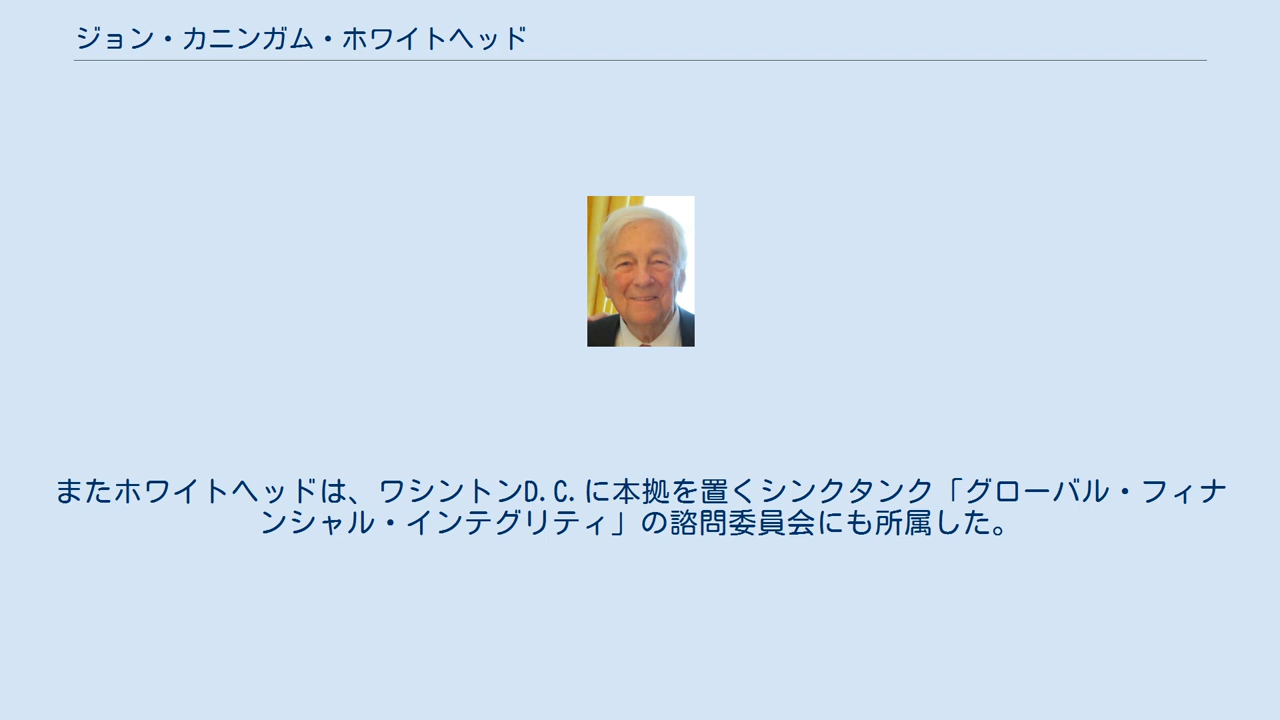 ジョン・カニンガム・ホワイトヘッド
またホワイトヘッドは、ワシントンD.C.に本拠を置くシンクタンク「グローバル・フィナ
ンシャル・インテグリティ」の諮問委員会にも所属した。